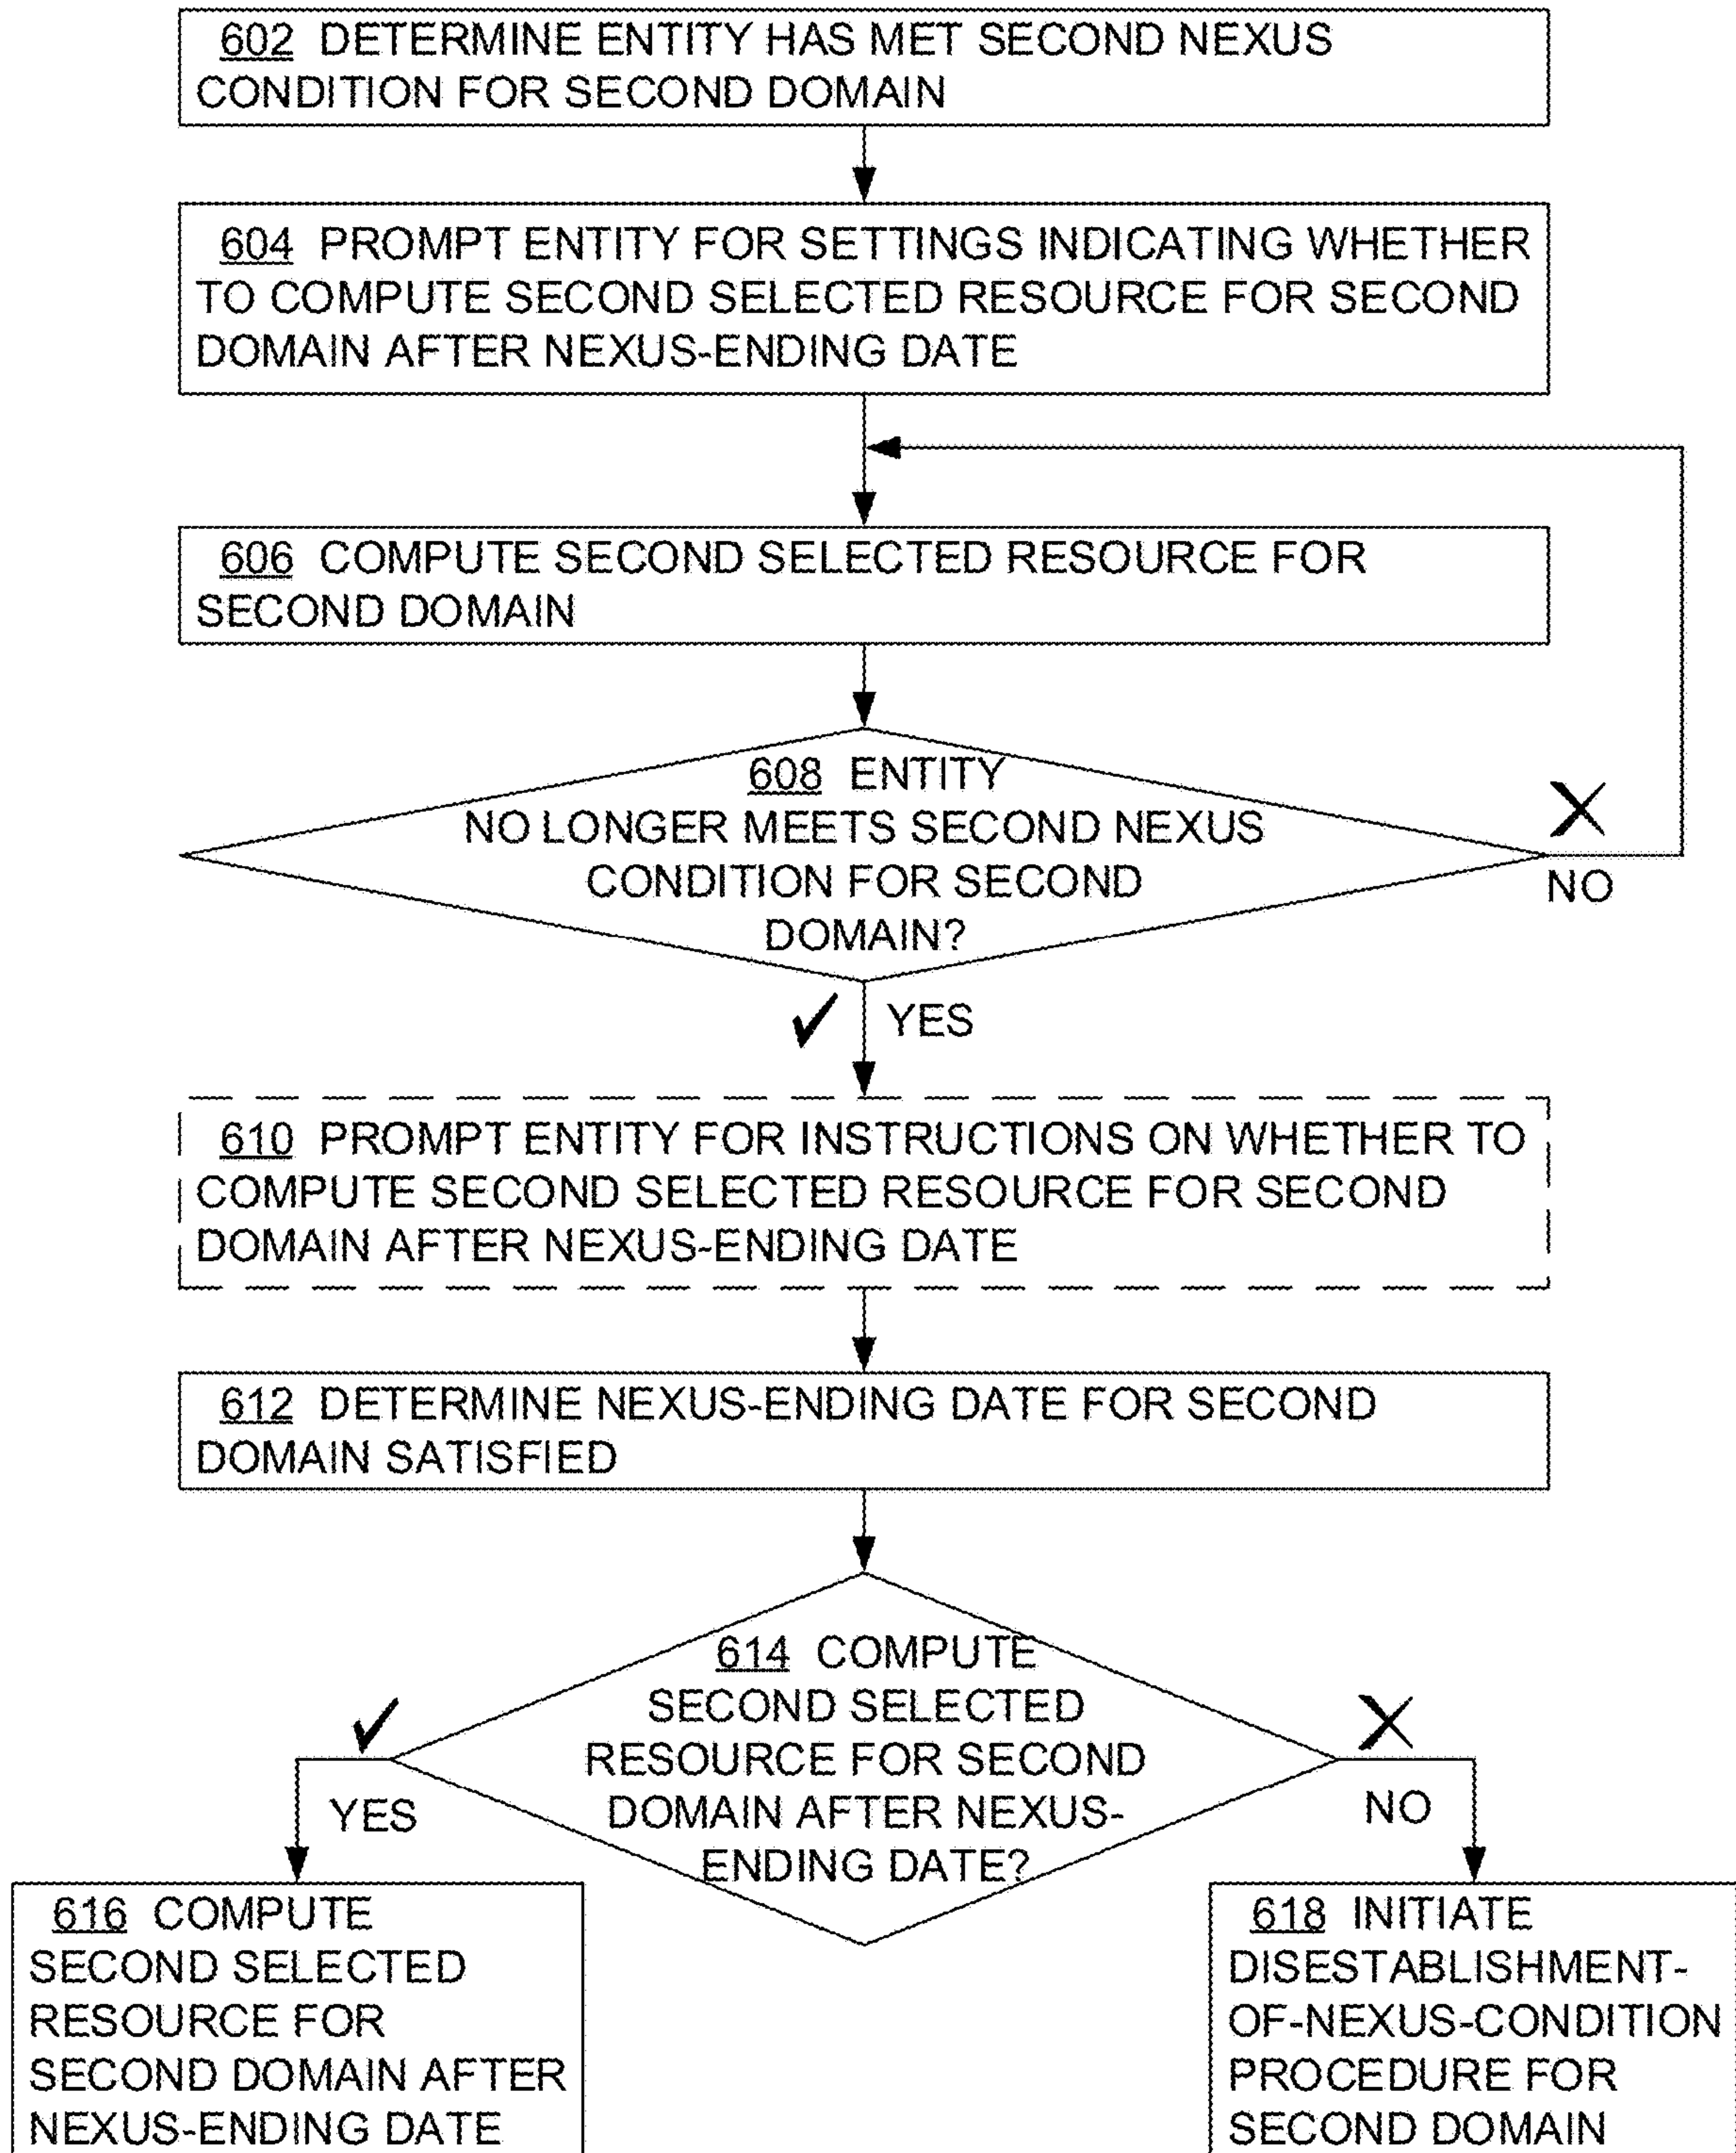 602 DETERMINE ENTITY HAS MET SECOND NEXUS
CONDITION FOR SECOND DOMAIN
604 PROMPT ENTITY FOR SETTINGS INDICATING WHETHER
TO COMPUTE SECOND SELECTED RESOURCE FOR SECOND
DOMAIN AFTER NEXUS-ENDING DATE
606 COMPUTE SECOND SELECTED RESOURCE FOR
SECOND DOMAIN
608 ENTITY
NO LONGER MEETS SECOND NEXUS
CONDITION FOR SECOND
DOMAIN?
NO
YES
610 PROMPT ENTITY FOR INSTRUCTIONS ON WHETHER TO
COMPUTE SECOND SELECTED RESOURCE FOR SECOND
DOMAIN AFTER NEXUS-ENDING DATE
612 DETERMINE NEXUS-ENDING DATE FOR SECOND
DOMAIN SATISFIED
614 COMPUTE
SECOND SELECTED
RESOURCE FOR SECOND
DOMAIN AFTER NEXUS-
ENDING DATE?
YES
NO
616 COMPUTE
SECOND SELECTED
RESOURCE FOR
SECOND DOMAIN AFTER
NEXUS-ENDING DATE
618 INITIATE
DISESTABLISHMENT-
OF-NEXUS-CONDITION
PROCEDURE FOR
SECOND DOMAIN